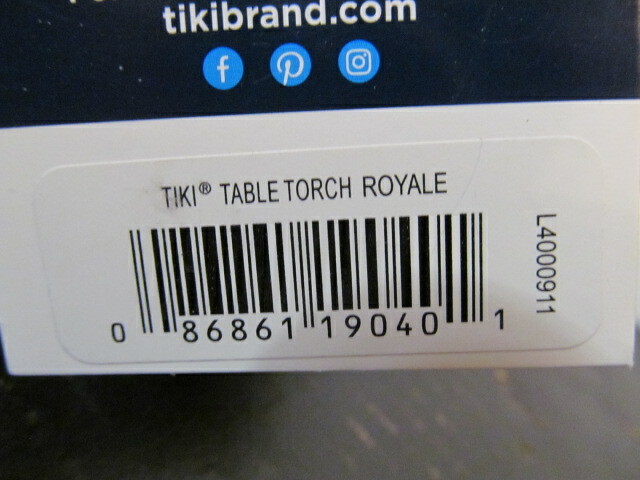 tikibrand.com
TIKI® TABLE TORCH ROYALE
L4000911
0 86861 19040 1